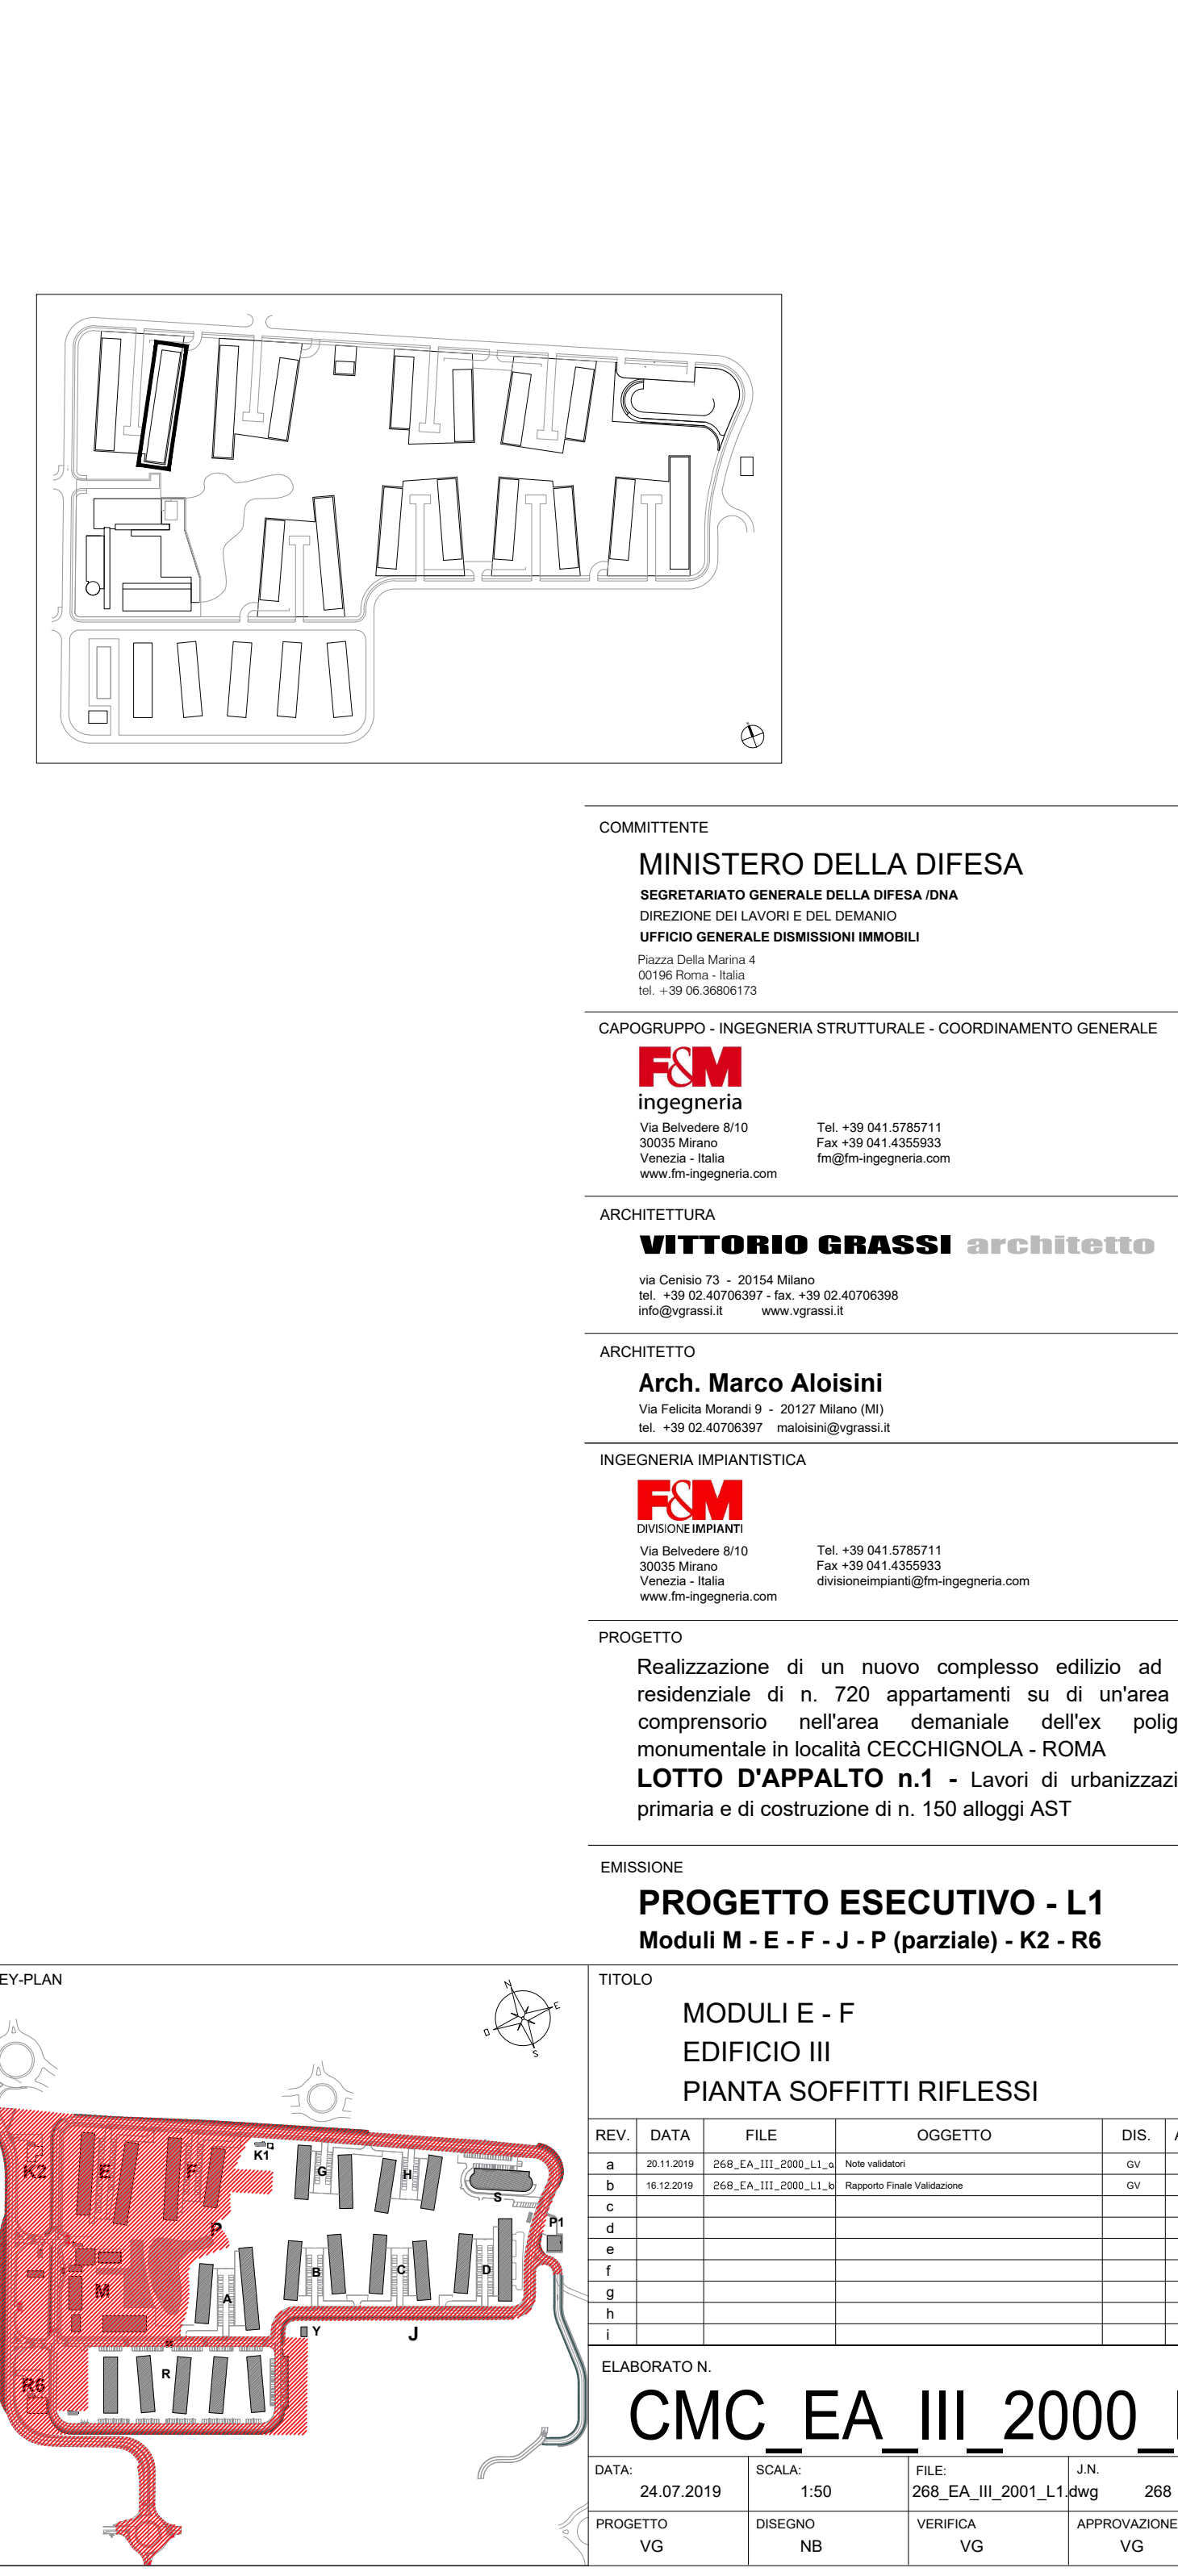 COMMITTENTE
MINISTERO DELLA DIFESA
SEGRETARIATO GENERALE DELLA DIFESA /DNA
DIREZIONE DEI LAVORI E DEL DEMANIO
UFFICIO GENERALE DISMISSIONI IMMOBILI
Piazza Della Marina 4
00196 Roma - Italia
tel. +39 06.36806173
CAPOGRUPPO - INGEGNERIA STRUTTURALE - COORDINAMENTO GENERALE
F&M
ingegneria
Via Belvedere 8/10 Tel. +39 041.5785711
30035 Mirano Fax +39 041.4355933
Venezia - Italia fm@fm-ingegneria.com
www.fm-ingegneria.com
ARCHITETTURA
VITTORIO GRASSI architetto
via Cenisio 73 - 20154 Milano
tel. +39 02.40706397 - fax. +39 02.40706398
info@vgrassi.it www.vgrassi.it
ARCHITETTO
Arch. Marco Aloisini
Via Felicita Morandi 9 - 20127 Milano (MI)
tel. +39 02.40706397 maloisini@vgrassi.it
INGEGNERIA IMPIANTISTICA
F&M
DIVISIONE IMPIANTI
Via Belvedere 8/10 Tel. +39 041.5785711
30035 Mirano Fax +39 041.4355933
Venezia - Italia divisioneimpianti@fm-ingegneria.com
www.fm-ingegneria.com
PROGETTO
Realizzazione di un nuovo complesso edilizio ad
residenziale di n. 720 appartamenti su di un'area
comprensorio nell'area demaniale dell'ex polig
monumentale in località CECCHIGNOLA - ROMA
LOTTO D'APPALTO n.1 - Lavori di urbanizzazi
primaria e di costruzione di n. 150 alloggi AST
EMISSIONE
PROGETTO ESECUTIVO - L1
Moduli M - E - F - J - P (parziale) - K2 - R6
EY-PLAN
N
E
O
S
K2
E
F
K1
G
H
S
P
P1
M
A
B
C
D
Y
J
R
R6
TITOLO
MODULI E - F
EDIFICIO III
PIANTA SOFFITTI RIFLESSI
REV. DATA FILE OGGETTO DIS. A
a 20.11.2019 268_EA_III_2000_L1_a Note validatori GV
b 16.12.2019 268_EA_III_2000_L1_b Rapporto Finale Validazione GV
c
d
e
f
g
h
i
ELABORATO N.
CMC_EA_III_2000_
DATA: SCALA: FILE: J.N.
24.07.2019 1:50 268_EA_III_2001_L1.dwg 268
PROGETTO DISEGNO VERIFICA APPROVAZIONE
VG NB VG VG